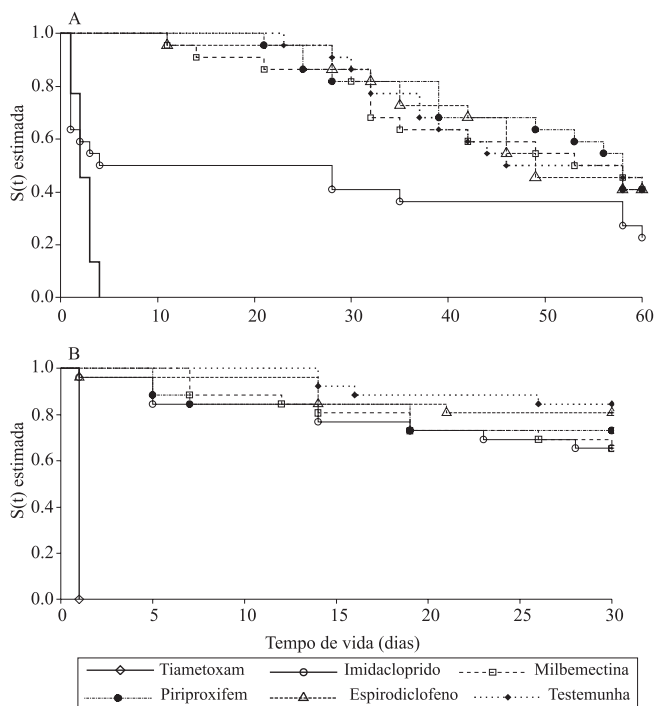 A
S(t) estimada
1.0
0.8
0.6
0.4
0.2
0.0
0 10 20 30 40 50 60
B
S(t) estimada
1.0
0.8
0.6
0.4
0.2
0.0
0 5 10 15 20 25 30
Tempo de vida (dias)
Tiametoxam Imidacloprido Milbemectina
Piriproxifem Espirodiclofeno Testemunha